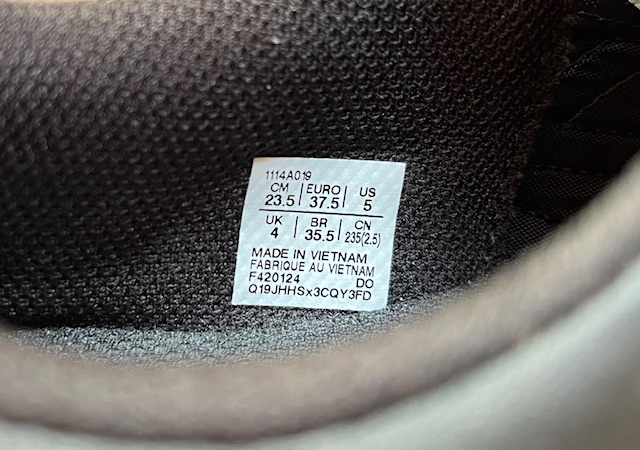 1114A019
CM | EURO | US
23.5 | 37.5 | 5
UK | BR | CN
4 | 35.5 | 235(2.5)
MADE IN VIETNAM
FABRIQUE AU VIETNAM
F420124 DO
Q19JHHSx3CQY3FD